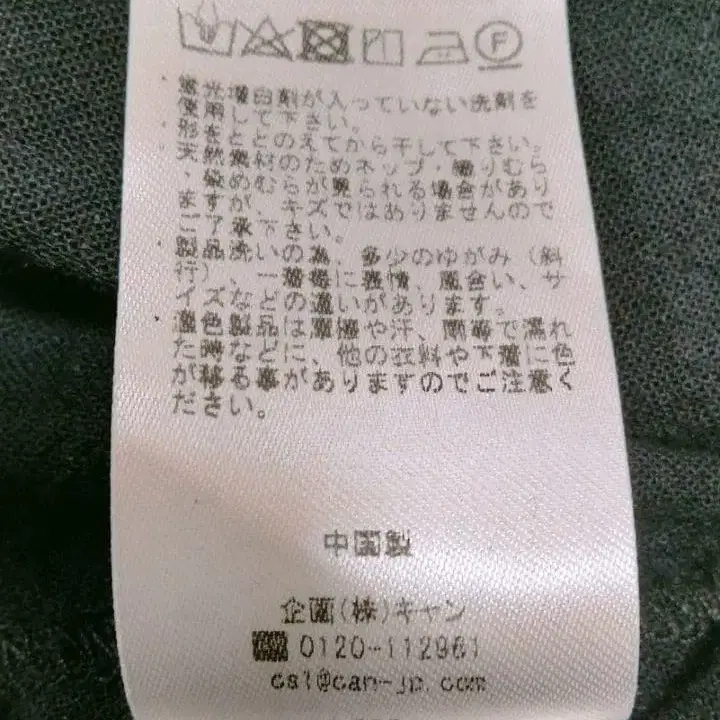 F
・蛍光増白剤が入っていない洗剤を
使用して下さい。
・形をととのえてから干して下さい。
天然素材のためネップ・織りむら
・染めむらが見られる場合があり
ますが、キズではありませんので
ご了承下さい。
・製品洗いの為、多少のゆがみ（斜
行）、一着毎に表情、風合い、サ
イズなどの違いがあります。
・濃色製品は摩擦や汗、雨等で濡れ
た時などに、他の衣料や下着に色
が移る事がありますのでご注意く
ださい。
中国製
企画(株)キャン
0120-112961
cs1@can-jp.com